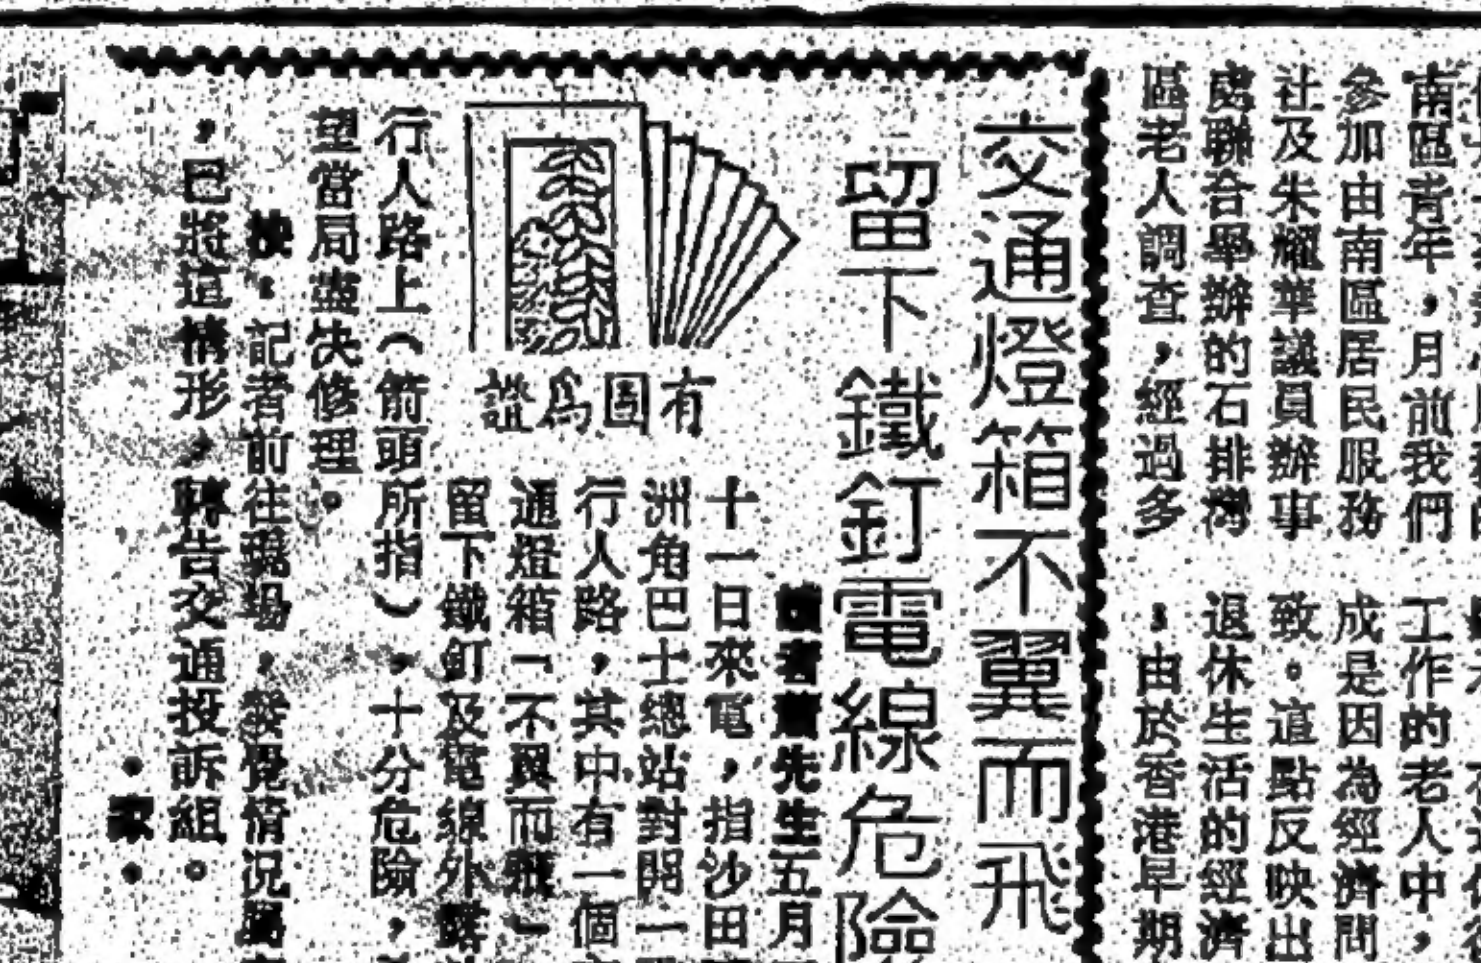 南區青年，月前我們
參加由南區居民服務
社及朱耀華議員辦事
處聯合舉辦的石排灣
區老人調查，經過多
工作的老人中，
成是因為經濟問
致。這點反映出
退休生活的經濟
，由於香港早期
交通燈箱不翼而飛
留下鐵釘電線危險
有圖為證
讀者蕭先生五月
十一日來電，指沙田
洲角巴士總站對開一
行人路，其中有一個
通燈箱「不翼而飛」
留下鐵釘及電線外露
行人路上（箭頭所指），十分危險，
望當局盡快修理。
按：記者前往現場，發覺情況屬
，已將這情形，轉告交通投訴組。
·家·